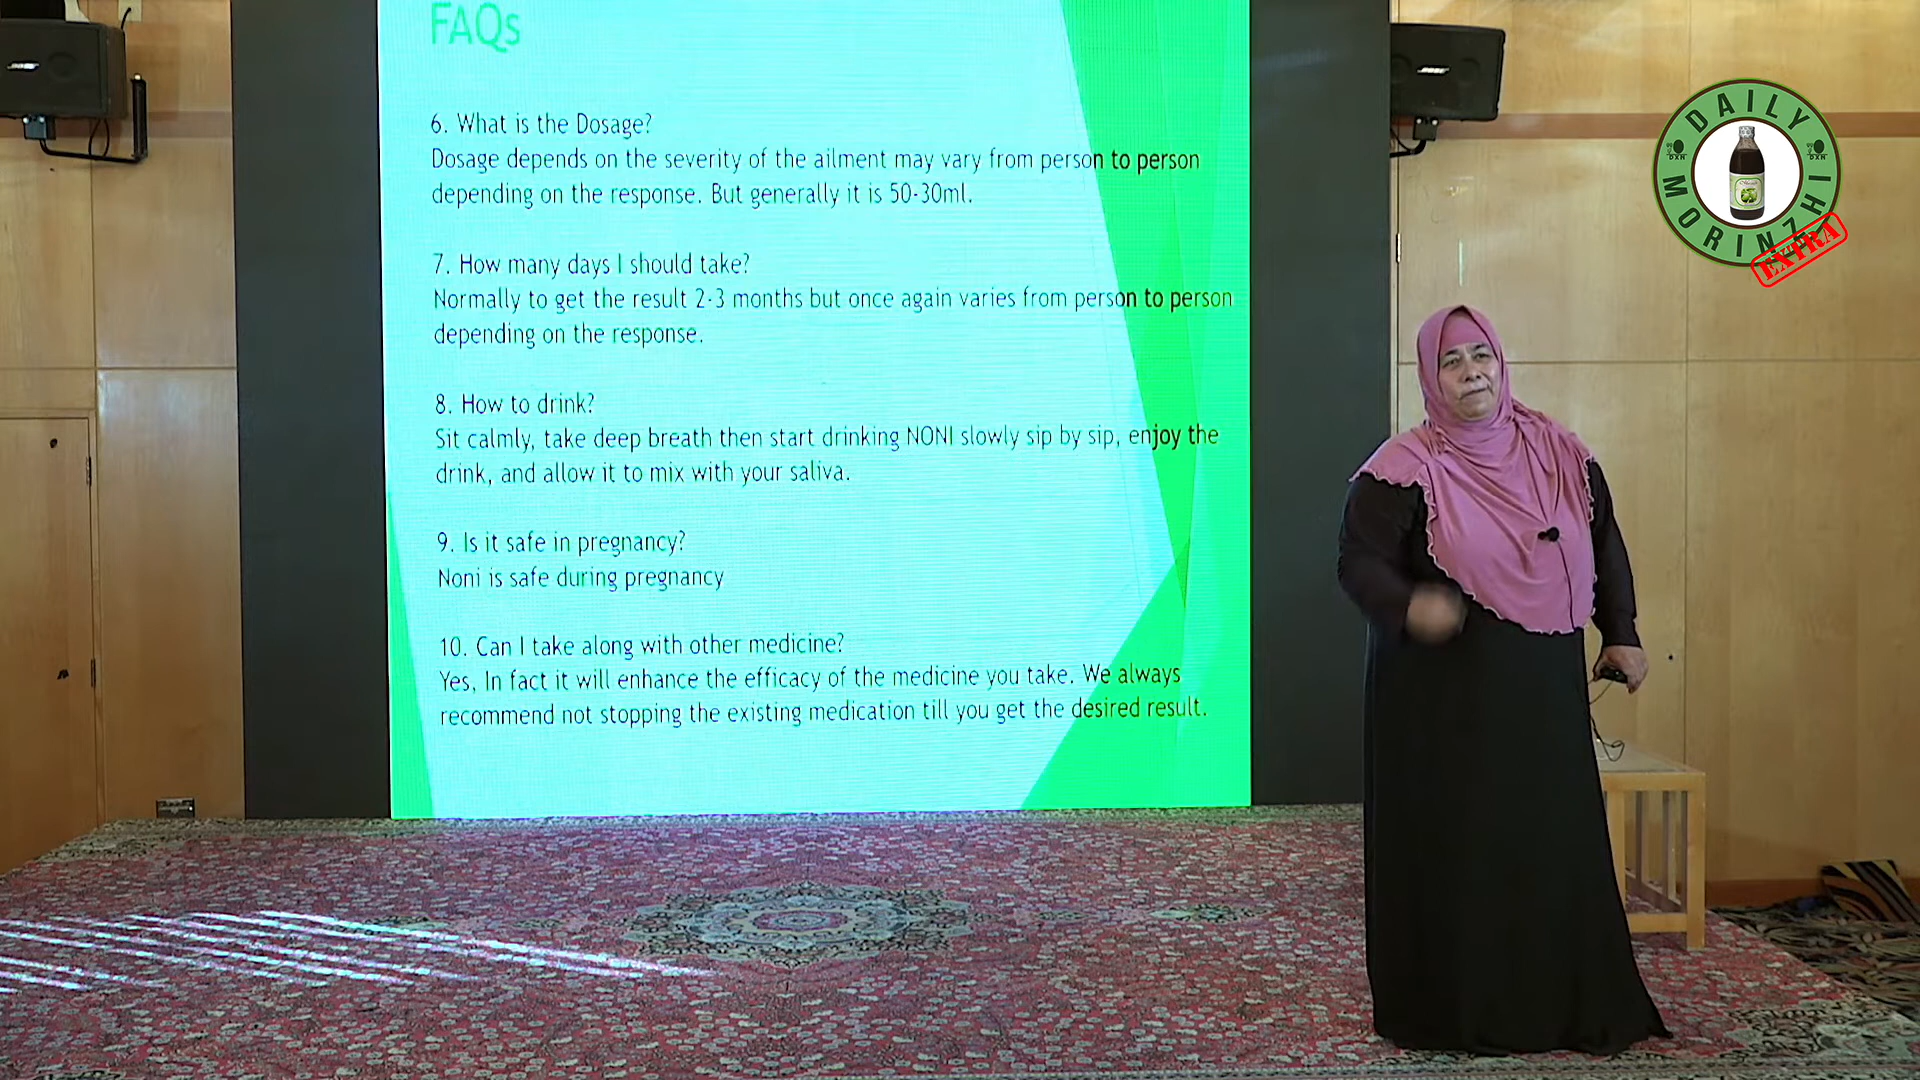 FAQs
6. What is the Dosage?
Dosage depends on the severity of the ailment may vary from person to person
depending on the response. But generally it is 50-30ml.
7. How many days I should take?
Normally to get the result 2-3 months but once again varies from person to person
depending on the response.
8. How to drink?
Sit calmly, take deep breath then start drinking NONI slowly sip by sip, enjoy the
drink, and allow it to mix with your saliva.
9. Is it safe in pregnancy?
Noni is safe during pregnancy
10. Can I take along with other medicine?
Yes, In fact it will enhance the efficacy of the medicine you take. We always
recommend not stopping the existing medication till you get the desired result.
BOSE
BOSE
DAILY
DXN
DXN
MORINZHI
EXTRA